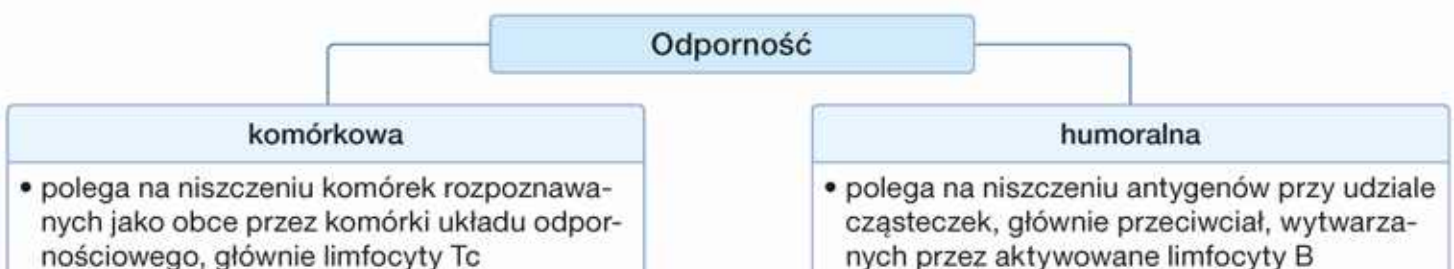 Odporność
komórkowa
• polega na niszczeniu komórek rozpoznawa-
nych jako obce przez komórki układu odpor-
nościowego, głównie limfocyty Tc
humoralna
• polega na niszczeniu antygenów przy udziale
cząsteczek, głównie przeciwciał, wytwarza-
nych przez aktywowane limfocyty B